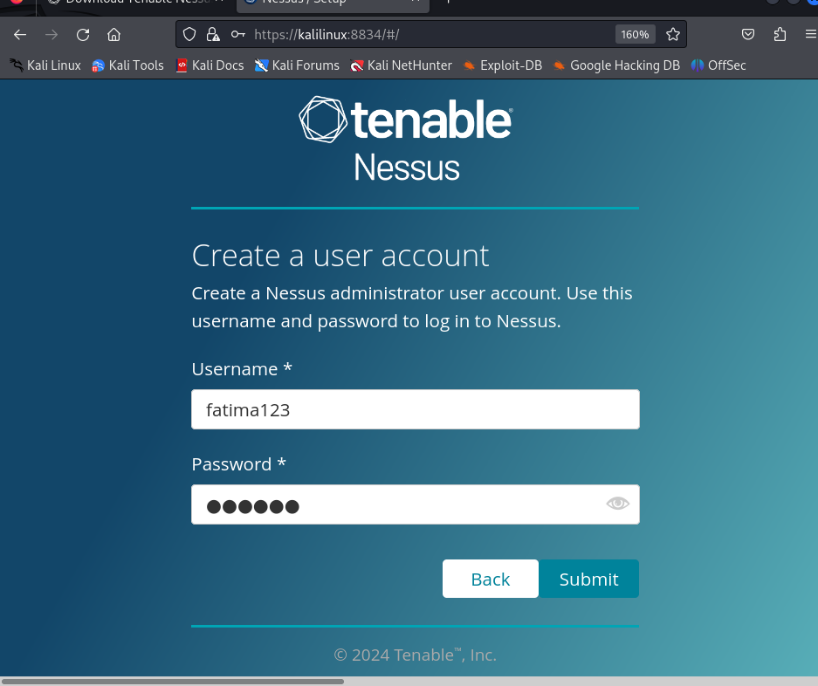 Download Tenable Ness
Nessus / Setup
https://kalilinux:8834/#/
160%
Kali Linux
Kali Tools
Kali Docs
Kali Forums
Kali NetHunter
Exploit-DB
Google Hacking DB
OffSec
tenable
Nessus
Create a user account
Create a Nessus administrator user account. Use this
username and password to log in to Nessus.
Username *
fatima123
Password *
●●●●●●
Back
Submit
© 2024 Tenable™, Inc.